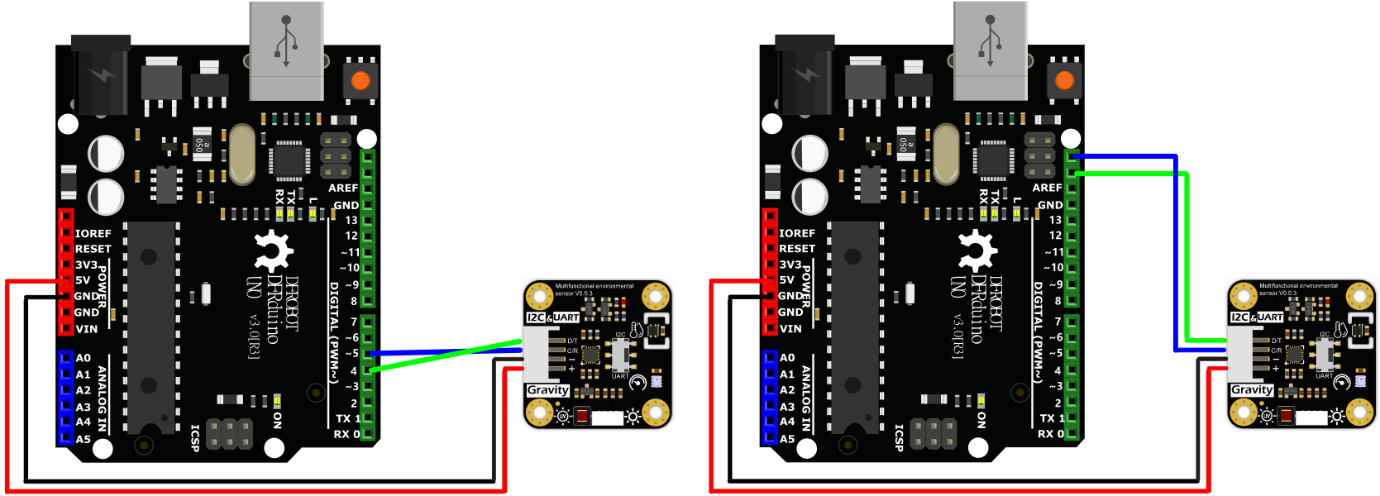 a
050
AREF
GND
RX
TX
L
13
12
~11
~10
~9
8
7
~6
~5
4
~3
2
TX 1
RX 0
DIGITAL (PWM~)
IOREF
RESET
3V3
5V
GND
GND
VIN
POWER
A0
A1
A2
A3
A4
A5
ANALOG IN
DFROBOT
DFRduino
UNO v3.0[R3]
ON
ICSP
Multifunctional environmental
sensor V0.0.3
I2C&UART
I2C
D/T
C/R
−
+
UART
Gravity
UV
a
050
AREF
GND
RX
TX
L
13
12
~11
~10
~9
8
7
~6
~5
4
~3
2
TX 1
RX 0
DIGITAL (PWM~)
IOREF
RESET
3V3
5V
GND
GND
VIN
POWER
A0
A1
A2
A3
A4
A5
ANALOG IN
DFROBOT
DFRduino
UNO v3.0[R3]
ON
ICSP
Multifunctional environmental
sensor V0.0.3
I2C&UART
I2C
D/T
C/R
−
+
UART
Gravity
UV